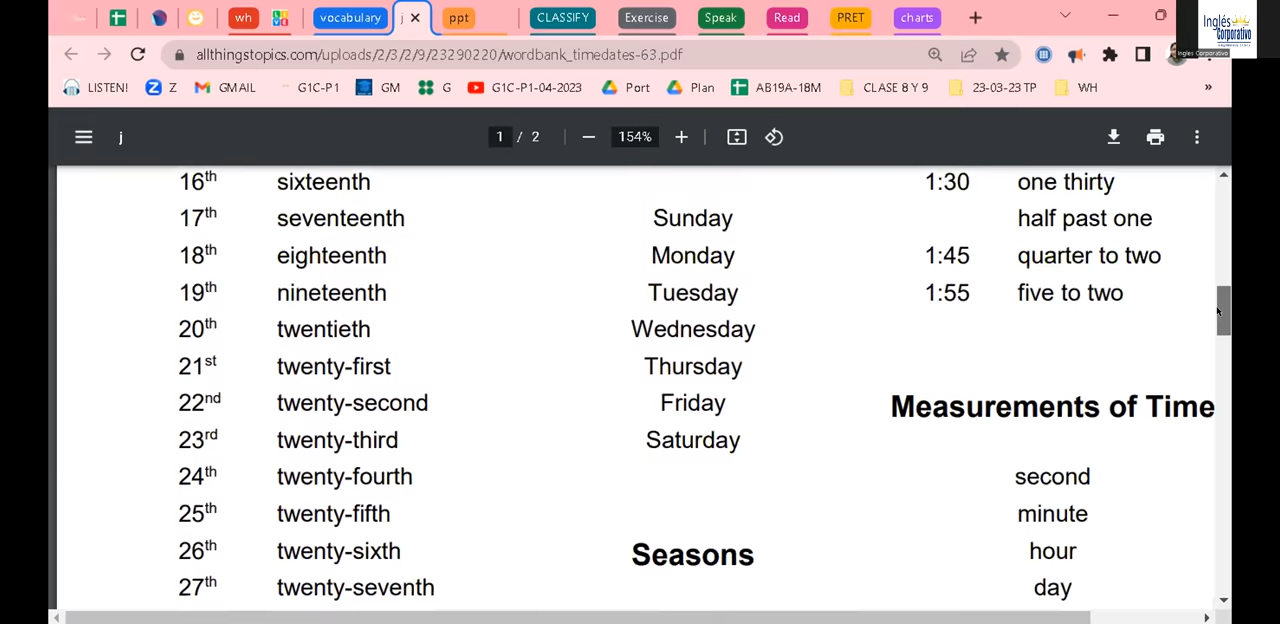 wh
vocabulary
j
ppt
CLASSIFY
Exercise
Speak
Read
PRET
charts
Inglés
Corporativo
Inglés Corporativo
allthingstopics.com/uploads/2/3/2/9/23290220/wordbank_timedates-63.pdf
LISTEN! Z GMAIL G1C-P1 GM G G1C-P1-04-2023 Port Plan AB19A-18M CLASE 8 Y 9 23-03-23 TP WH »
j 1 / 2 154%
16th sixteenth 1:30 one thirty
17th seventeenth Sunday half past one
18th eighteenth Monday 1:45 quarter to two
19th nineteenth Tuesday 1:55 five to two
20th twentieth Wednesday
21st twenty-first Thursday
22nd twenty-second Friday Measurements of Time
23rd twenty-third Saturday
24th twenty-fourth second
25th twenty-fifth minute
26th twenty-sixth Seasons hour
27th twenty-seventh day